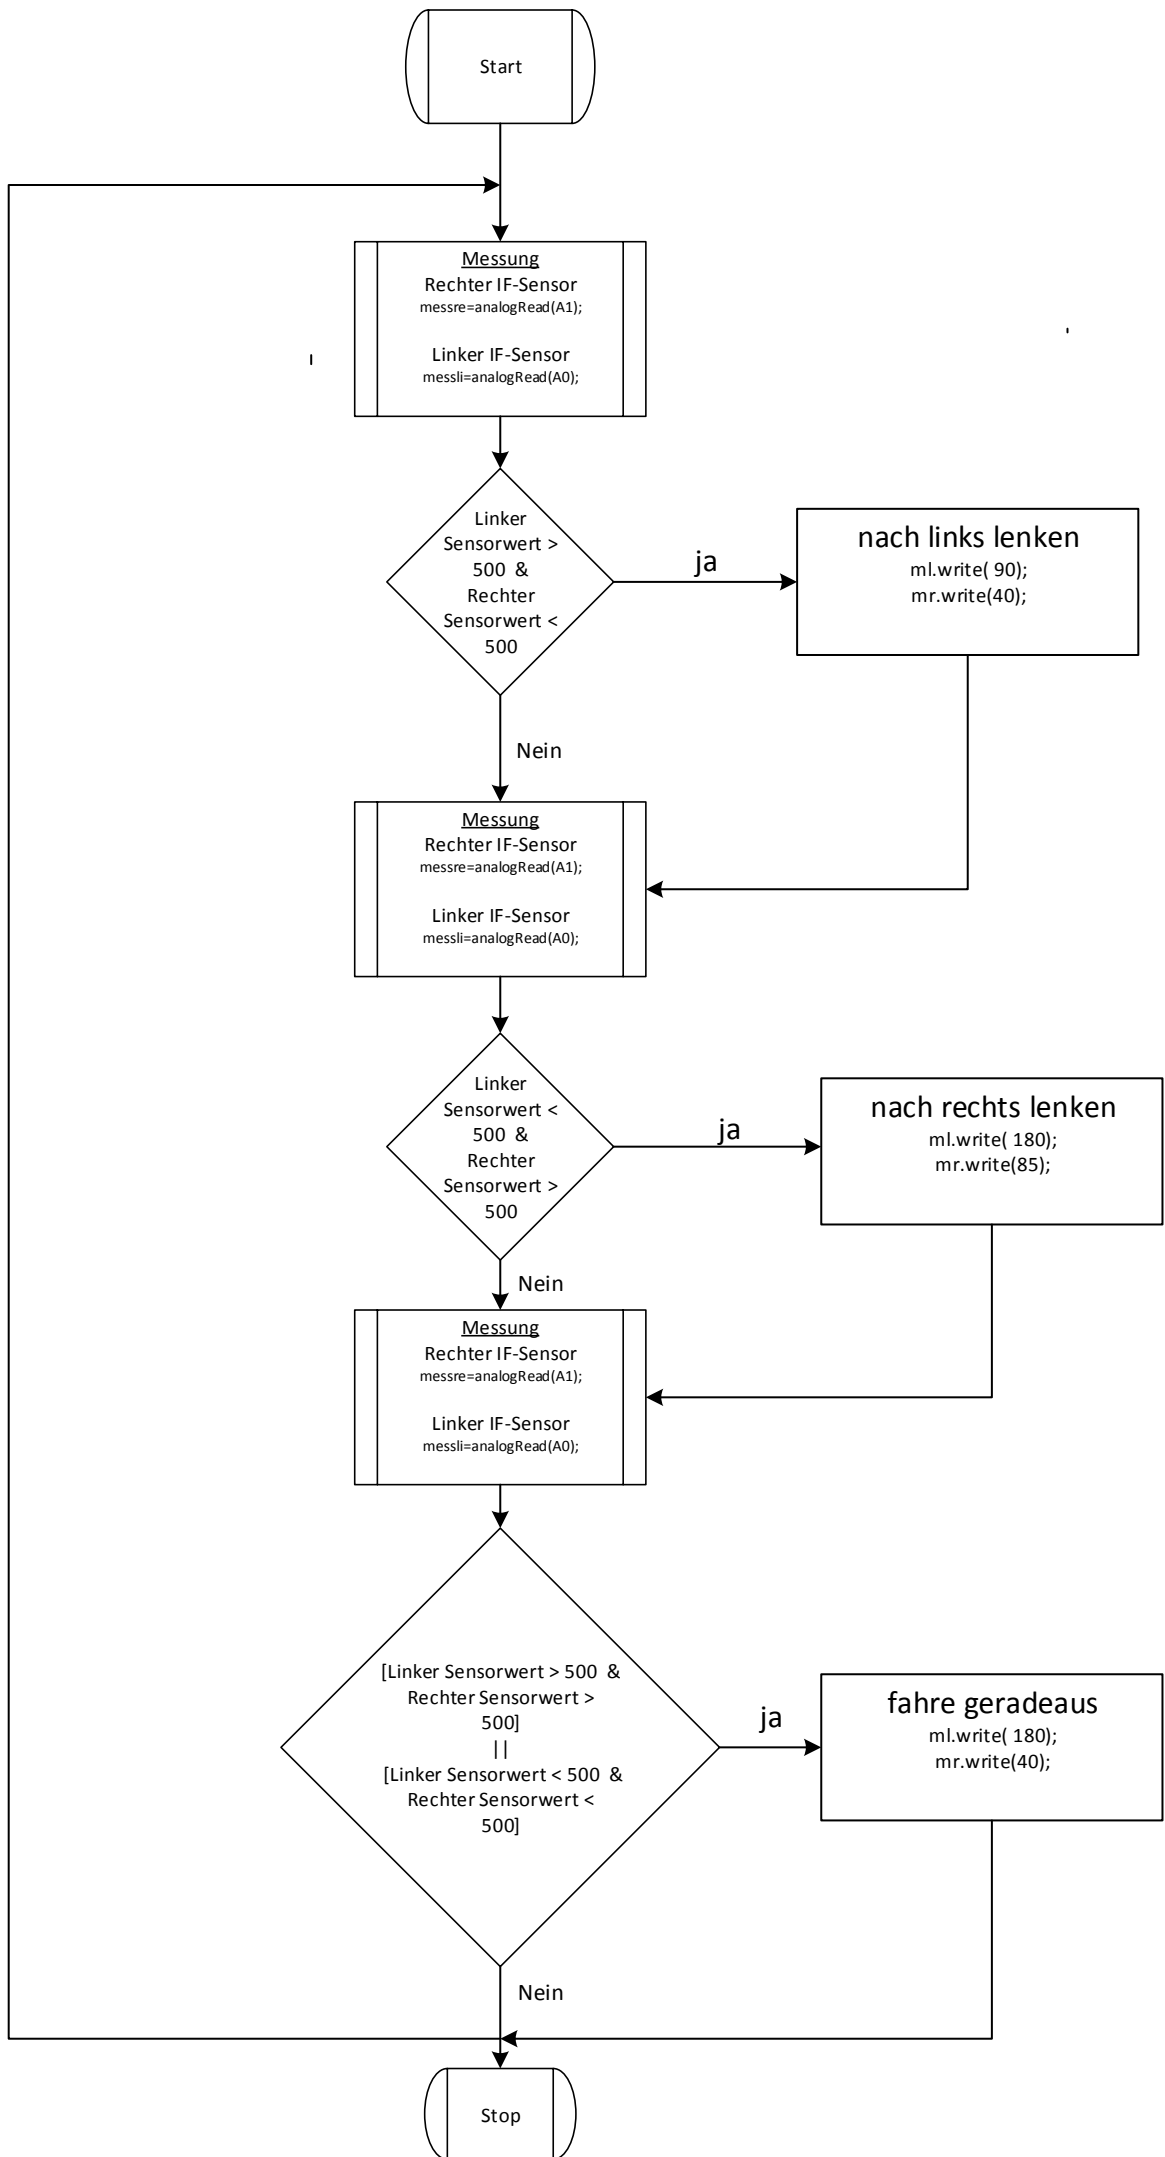 Start
Messung
Rechter IF-Sensor
messre=analogRead(A1);
Linker IF-Sensor
messli=analogRead(A0);
Linker
Sensorwert >
500 &
Rechter
Sensorwert <
500
ja
nach links lenken
ml.write( 90);
mr.write(40);
Nein
Messung
Rechter IF-Sensor
messre=analogRead(A1);
Linker IF-Sensor
messli=analogRead(A0);
Linker
Sensorwert <
500 &
Rechter
Sensorwert >
500
ja
nach rechts lenken
ml.write( 180);
mr.write(85);
Nein
Messung
Rechter IF-Sensor
messre=analogRead(A1);
Linker IF-Sensor
messli=analogRead(A0);
[Linker Sensorwert > 500 &
Rechter Sensorwert >
500]
||
[Linker Sensorwert < 500 &
Rechter Sensorwert <
500]
ja
fahre geradeaus
ml.write( 180);
mr.write(40);
Nein
Stop